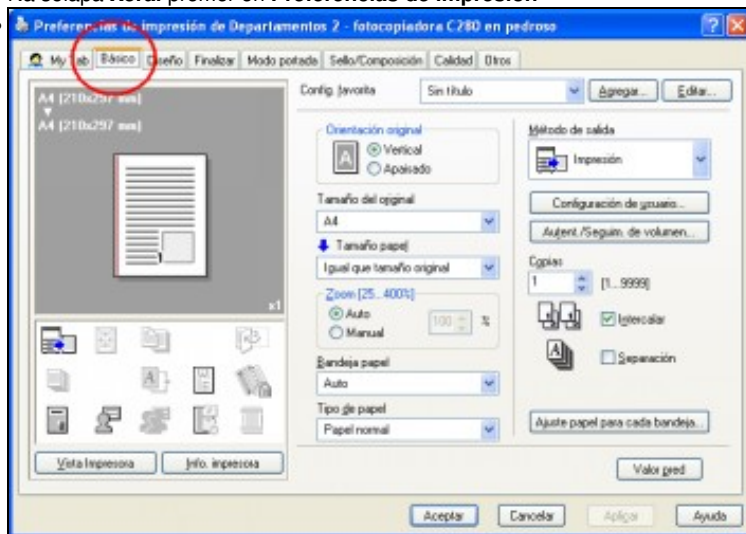 Preferencias de impresión de Departamentos 2 - fotocopiadora C280 en pedroso
My Tab Básico Diseño Finalizar Modo portada Sello/Composición Calidad Otros
A4 [210x297 mm]
A4 [210x297 mm]
x1
Vista Impresora Info. impresora
Config. favorita Sin título Agregar... Editar...
Orientación original
Vertical
Apaisado
Tamaño del original
A4
Tamaño papel
Igual que tamaño original
Zoom [25...400%]
Auto
Manual
100 %
Bandeja papel
Auto
Tipo de papel
Papel normal
Método de salida
Impresión
Configuración de usuario...
Autent./Seguim. de volumen...
Copias
1 [1...9999]
Intercalar
Separación
Ajuste papel para cada bandeja...
Valor pred
Aceptar Cancelar Aplicar Ayuda